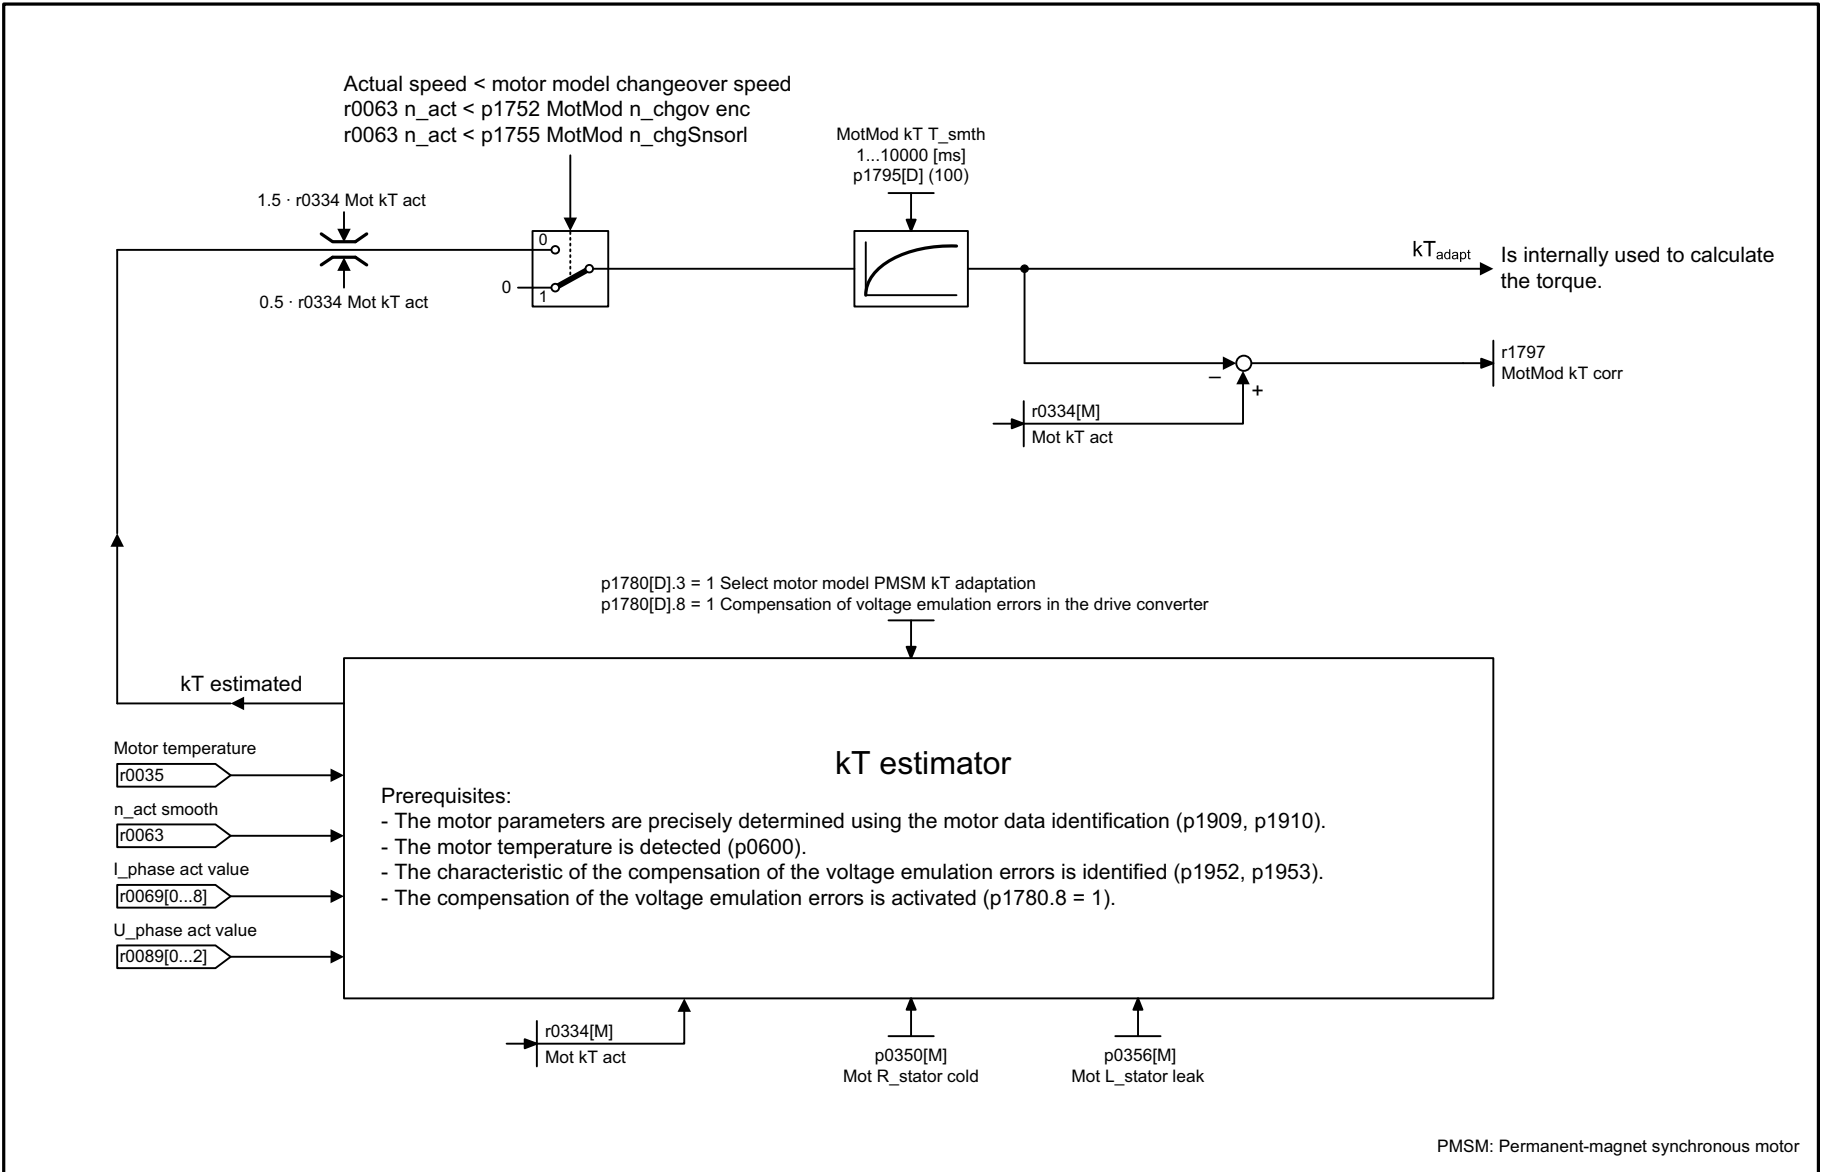 Actual speed < motor model changeover speed
r0063 n_act < p1752 MotMod n_chgov enc
r0063 n_act < p1755 MotMod n_chgSnsorl
MotMod kT T_smth
1...10000 [ms]
p1795[D] (100)
1.5 · r0334 Mot kT act
0.5 · r0334 Mot kT act
0
0
1
kTadapt
Is internally used to calculate
the torque.
–
+
r1797
MotMod kT corr
r0334[M]
Mot kT act
p1780[D].3 = 1 Select motor model PMSM kT adaptation
p1780[D].8 = 1 Compensation of voltage emulation errors in the drive converter
kT estimated
Motor temperature
r0035
n_act smooth
r0063
I_phase act value
r0069[0...8]
U_phase act value
r0089[0...2]
kT estimator
Prerequisites:
- The motor parameters are precisely determined using the motor data identification (p1909, p1910).
- The motor temperature is detected (p0600).
- The characteristic of the compensation of the voltage emulation errors is identified (p1952, p1953).
- The compensation of the voltage emulation errors is activated (p1780.8 = 1).
r0334[M]
Mot kT act
p0350[M]
Mot R_stator cold
p0356[M]
Mot L_stator leak
PMSM: Permanent-magnet synchronous motor